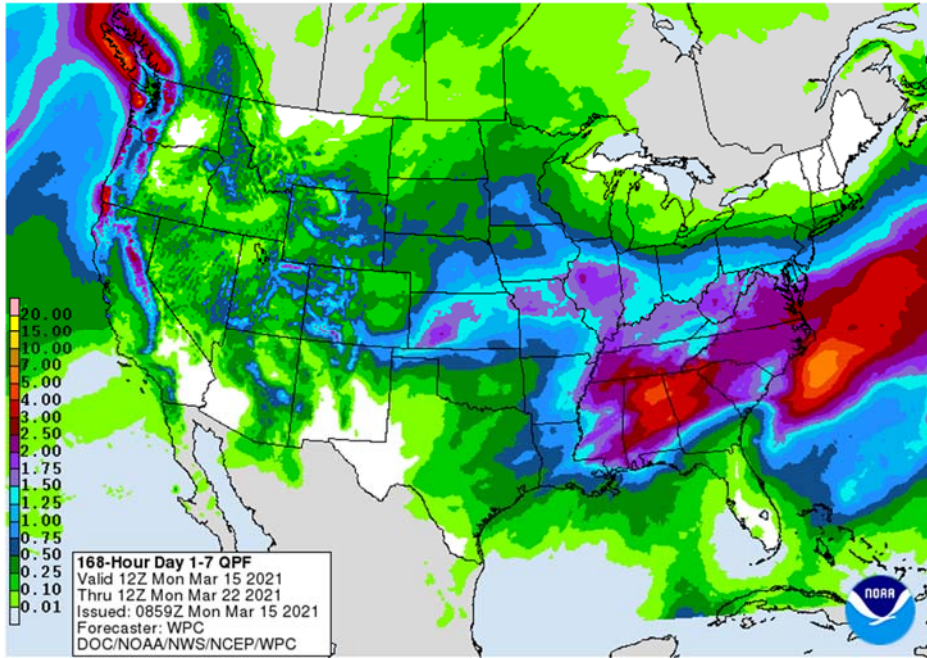 20.00
15.00
10.00
7.00
5.00
4.00
3.00
2.50
2.00
1.75
1.50
1.25
1.00
0.75
0.50
0.25
0.10
0.01
168-Hour Day 1-7 QPF
Valid 12Z Mon Mar 15 2021
Thru 12Z Mon Mar 22 2021
Issued: 0859Z Mon Mar 15 2021
Forecaster: WPC
DOC/NOAA/NWS/NCEP/WPC
NOAA